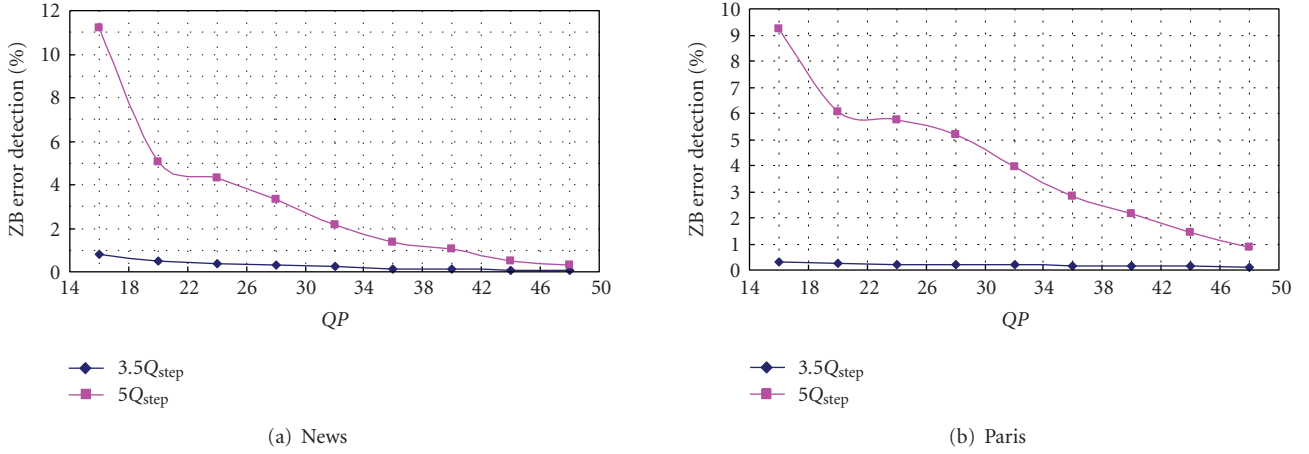 ZB error detection (%)
12
10
8
6
4
2
0
14 18 22 26 30 34 38 42 46 50
QP
3.5Qstep
5Qstep
(a) News
ZB error detection (%)
10
9
8
7
6
5
4
3
2
1
0
14 18 22 26 30 34 38 42 46 50
QP
3.5Qstep
5Qstep
(b) Paris